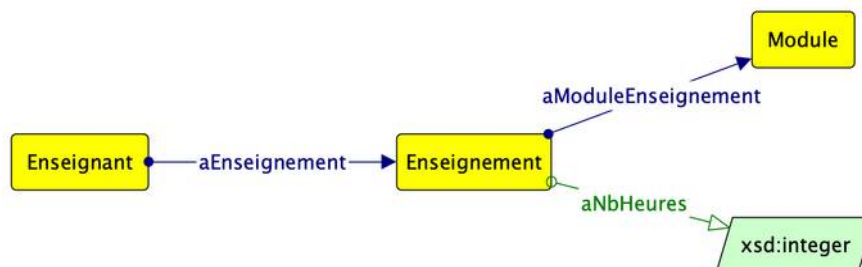 Module
aModuleEnseignement
Enseignant
aEnseignement
Enseignement
aNbHeures
xsd:integer